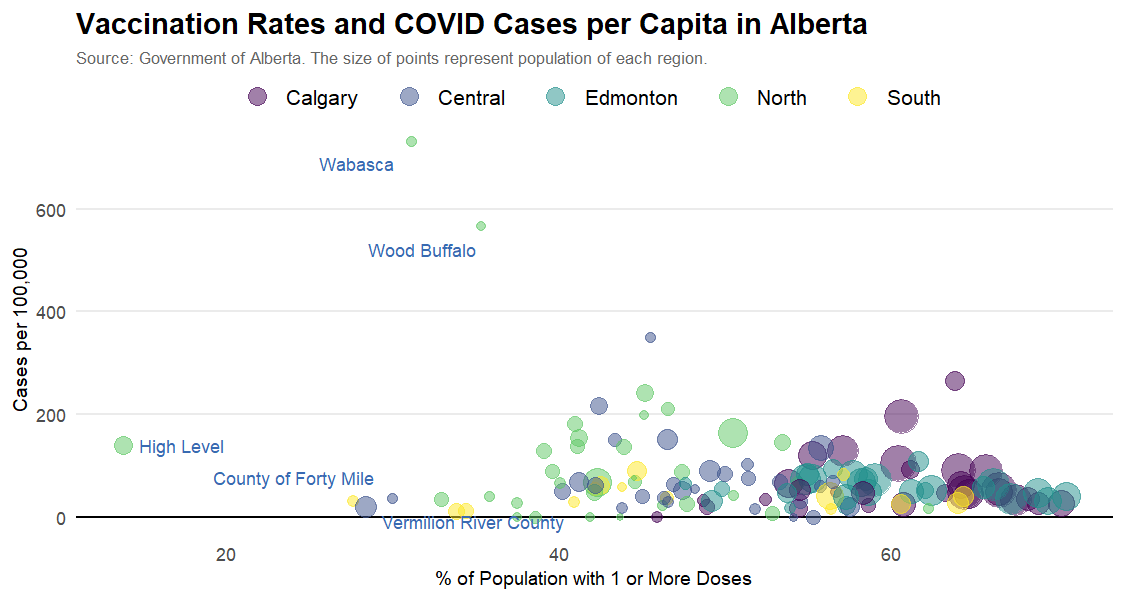 Vaccination Rates and COVID Cases per Capita in Alberta
Source: Government of Alberta. The size of points represent population of each region.
Calgary Central Edmonton North South
Wabasca
600
Wood Buffalo
400
Cases per 100,000
200
High Level
County of Forty Mile
0
Vermilion River County
20 40 60
% of Population with 1 or More Doses